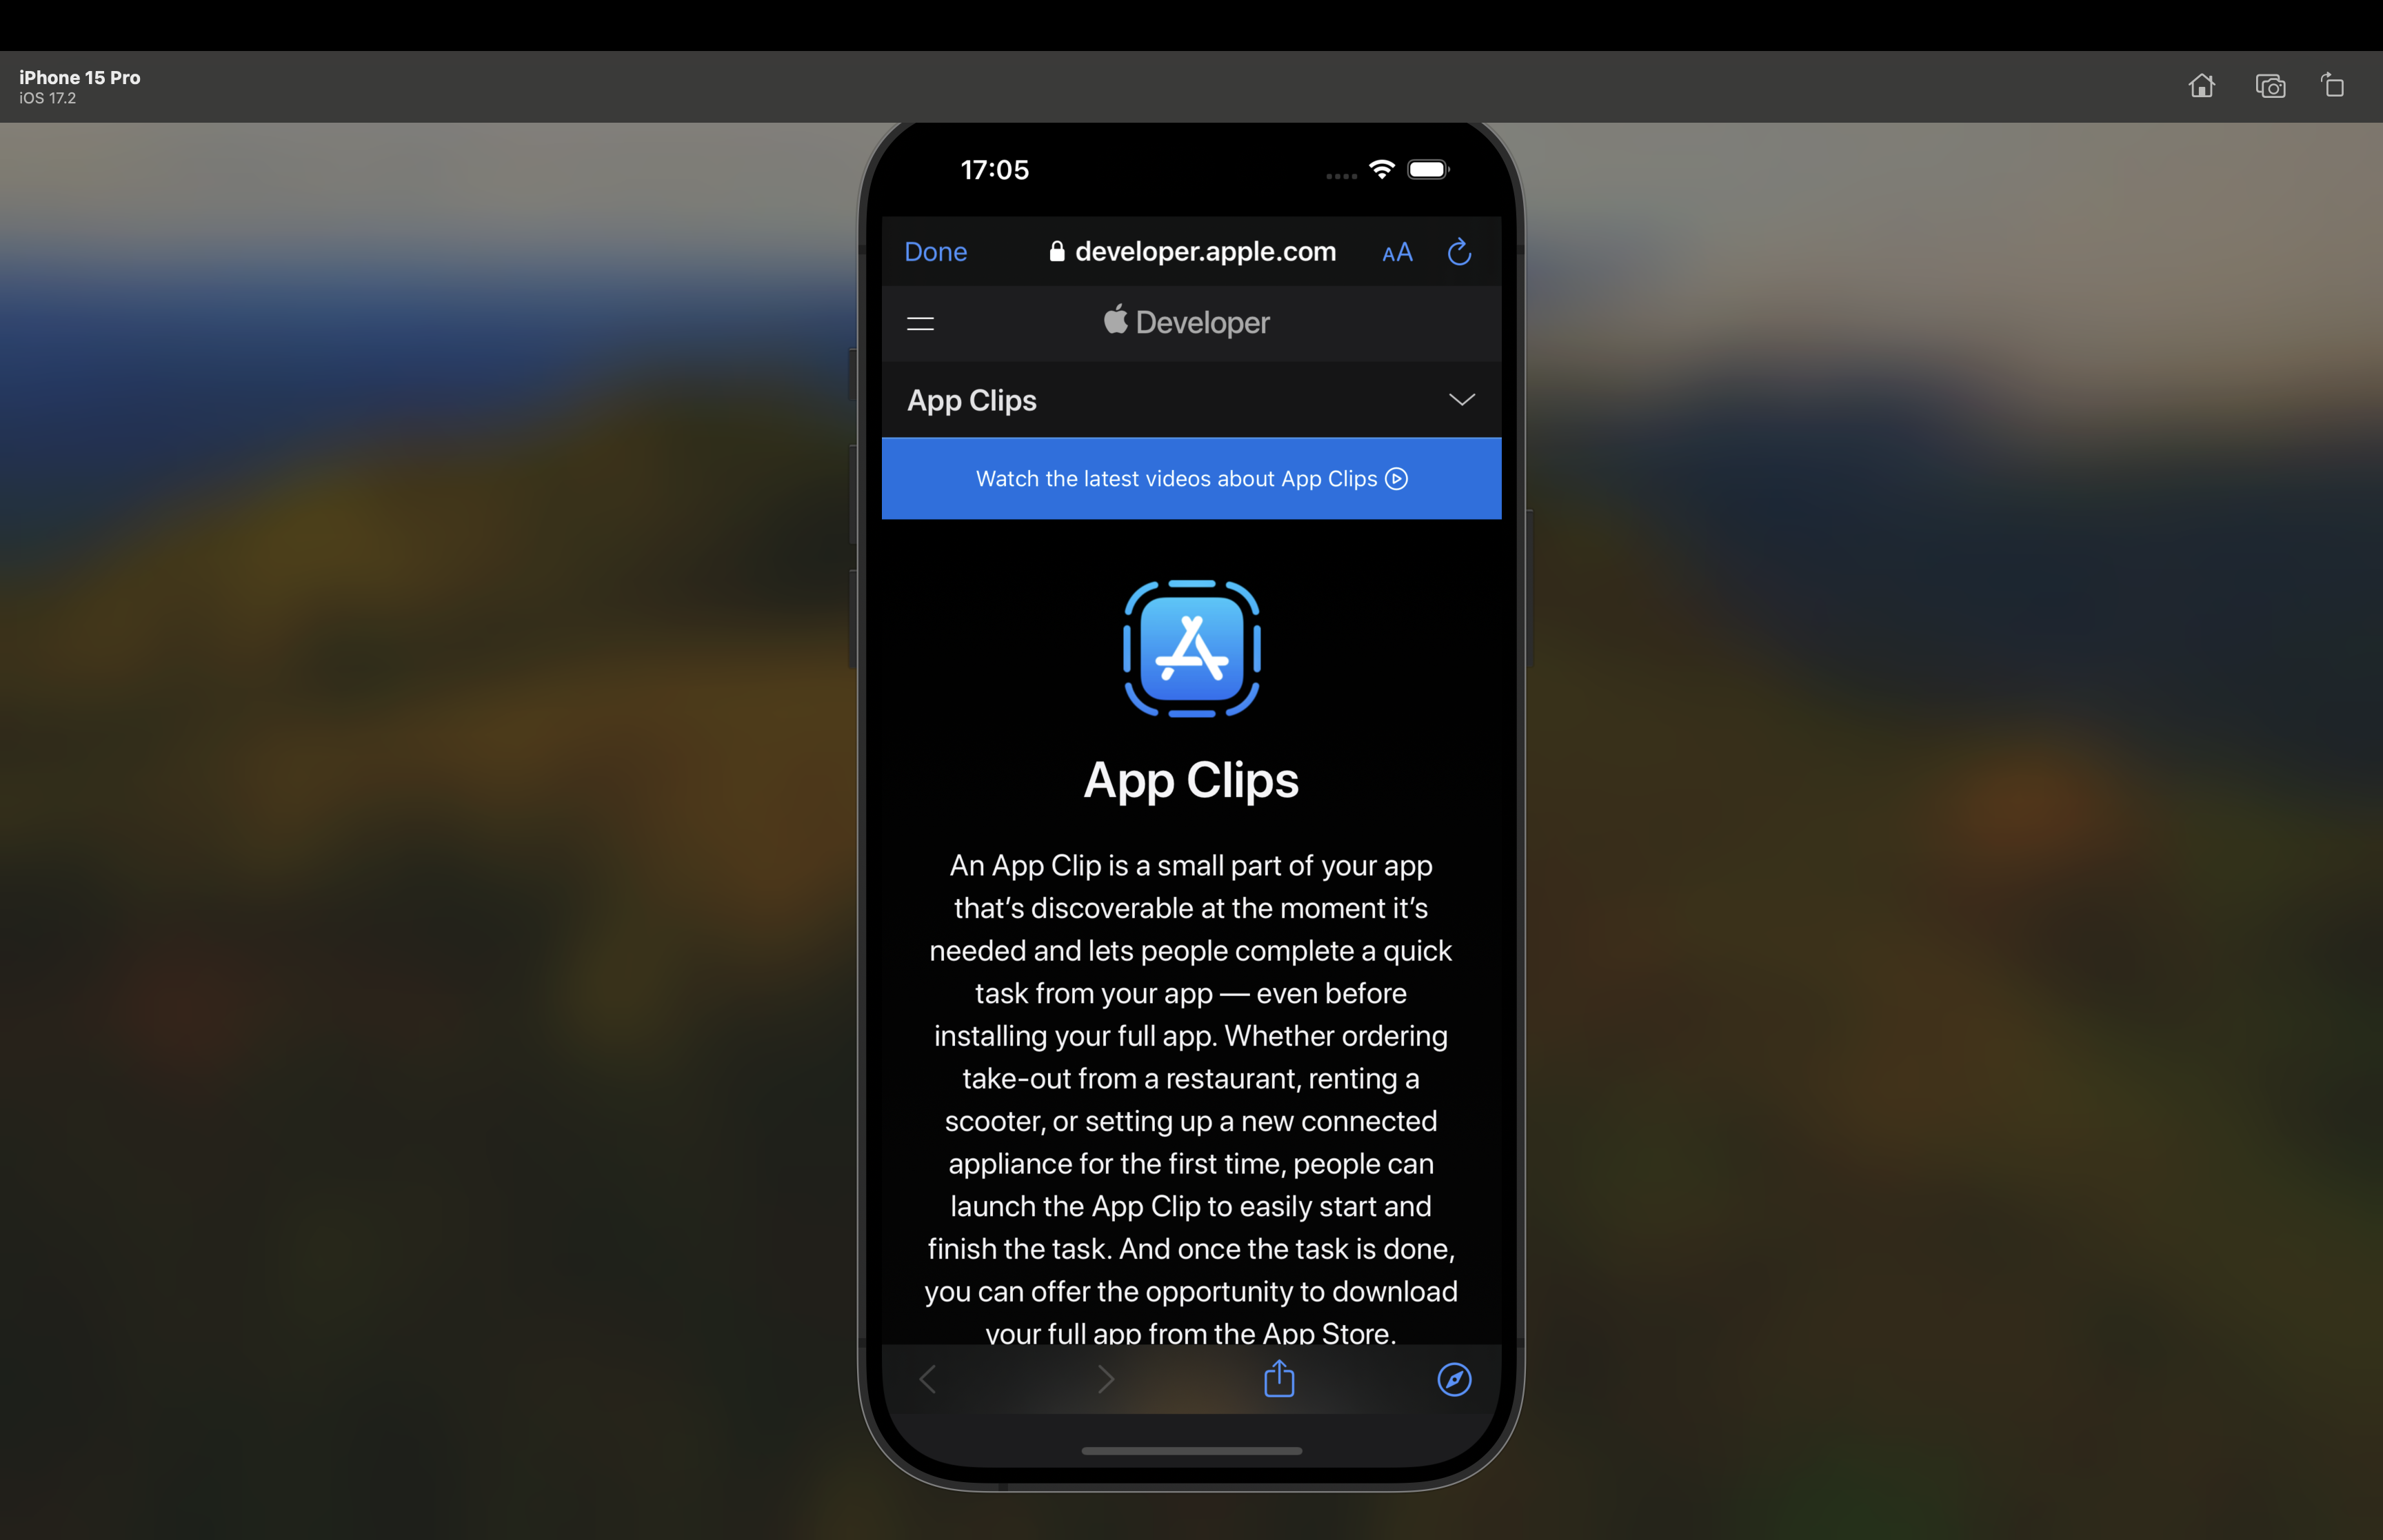 iPhone 15 Pro
iOS 17.2
17:05
Done
developer.apple.com
AA
Developer
App Clips
Watch the latest videos about App Clips
App Clips
An App Clip is a small part of your app
that’s discoverable at the moment it’s
needed and lets people complete a quick
task from your app — even before
installing your full app. Whether ordering
take-out from a restaurant, renting a
scooter, or setting up a new connected
appliance for the first time, people can
launch the App Clip to easily start and
finish the task. And once the task is done,
you can offer the opportunity to download
your full app from the App Store.